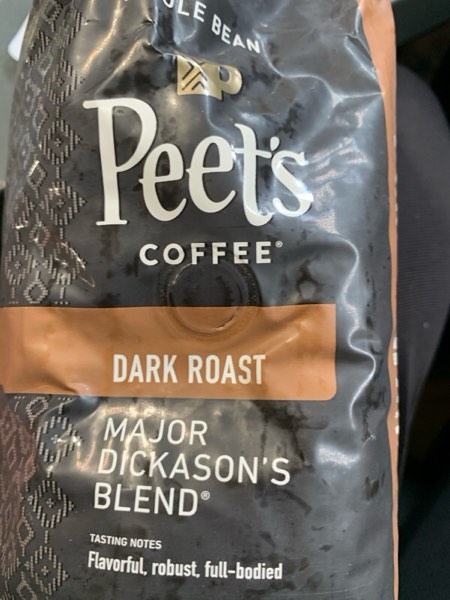 BEAN
Peet's
COFFEE®
DARK ROAST
MAJOR
DICKASON'S
BLEND®
TASTING NOTES
Flavorful, robust, full-bodied